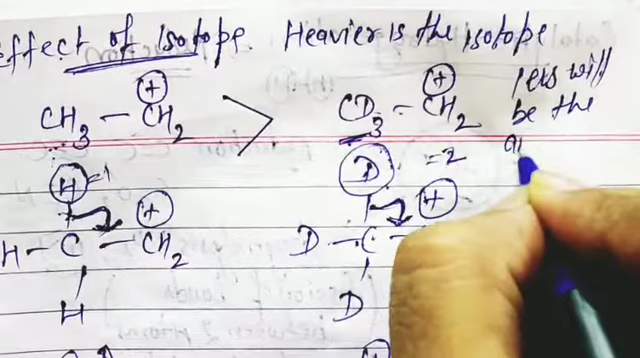 effect of isotope. Heavier is the isotope
less will
be the
CH3 — CH2 + > CD3 - CH2 +
H = 1 D = 2
H - C — CH2 + D — C +
H D